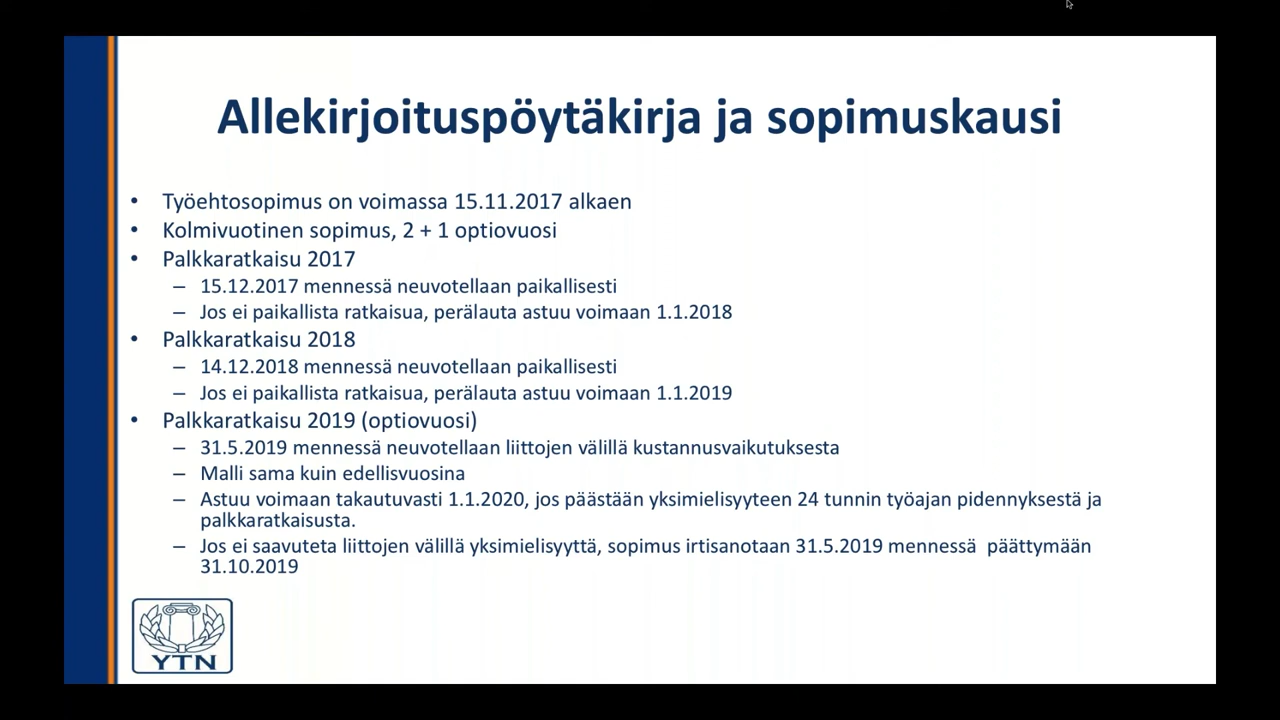 Allekirjoituspöytäkirja ja sopimuskausi
• Työehtosopimus on voimassa 15.11.2017 alkaen
• Kolmivuotinen sopimus, 2 + 1 optiovuosi
• Palkkaratkaisu 2017
– 15.12.2017 mennessä neuvotellaan paikallisesti
– Jos ei paikallista ratkaisua, perälauta astuu voimaan 1.1.2018
• Palkkaratkaisu 2018
– 14.12.2018 mennessä neuvotellaan paikallisesti
– Jos ei paikallista ratkaisua, perälauta astuu voimaan 1.1.2019
• Palkkaratkaisu 2019 (optiovuosi)
– 31.5.2019 mennessä neuvotellaan liittojen välillä kustannusvaikutuksesta
– Malli sama kuin edellisvuosina
– Astuu voimaan takautuvasti 1.1.2020, jos päästään yksimielisyyteen 24 tunnin työajan pidennyksestä ja
palkkaratkaisusta.
– Jos ei saavuteta liittojen välillä yksimielisyyttä, sopimus irtisanotaan 31.5.2019 mennessä  päättymään
31.10.2019
YTN